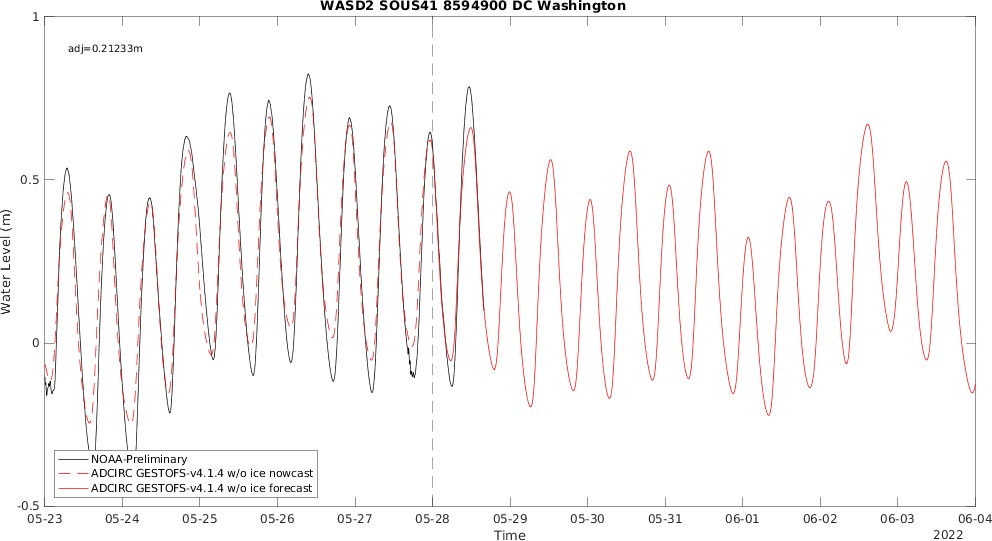 WASD2 SOUS41 8594900 DC Washington
1
adj=0.21233m
0.5
Water Level (m)
0
NOAA-Preliminary
ADCIRC GESTOFS-v4.1.4 w/o ice nowcast
ADCIRC GESTOFS-v4.1.4 w/o ice forecast
-0.5
05-23 05-24 05-25 05-26 05-27 05-28 05-29 05-30 05-31 06-01 06-02 06-03 06-04
Time
2022